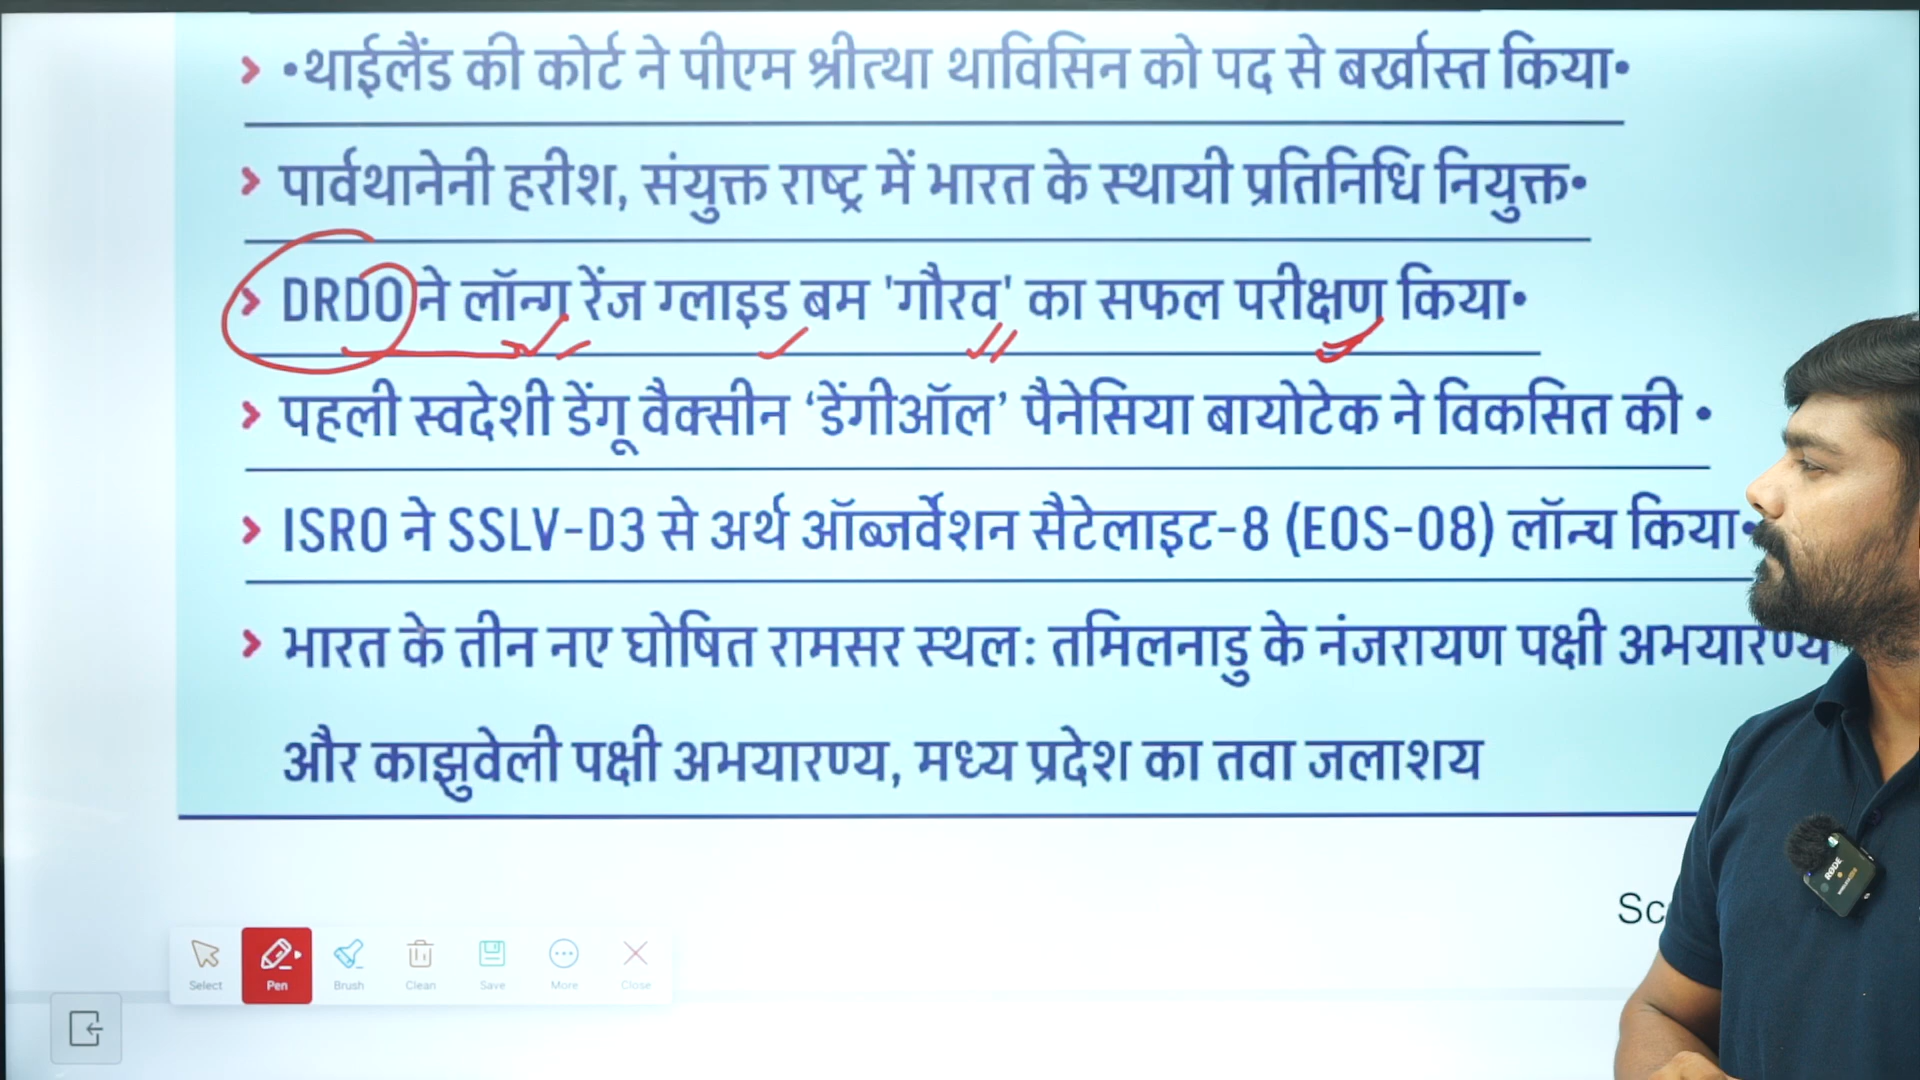 •थाईलैंड की कोर्ट ने पीएम श्रीत्था थाविसिन को पद से बर्खास्त किया•
पार्वथानेनी हरीश, संयुक्त राष्ट्र में भारत के स्थायी प्रतिनिधि नियुक्त•
DRDO ने लॉन्ग रेंज ग्लाइड बम 'गौरव' का सफल परीक्षण किया•
पहली स्वदेशी डेंगू वैक्सीन ‘डेंगीऑल’ पैनेसिया बायोटेक ने विकसित की •
ISRO ने SSLV-D3 से अर्थ ऑब्जर्वेशन सैटेलाइट-8 (EOS-08) लॉन्च किया•
भारत के तीन नए घोषित रामसर स्थल: तमिलनाडु के नंजरायण पक्षी अभयारण्य
और काझुवेली पक्षी अभयारण्य, मध्य प्रदेश का तवा जलाशय
Select Pen Brush Clean Save More Close
RØDE